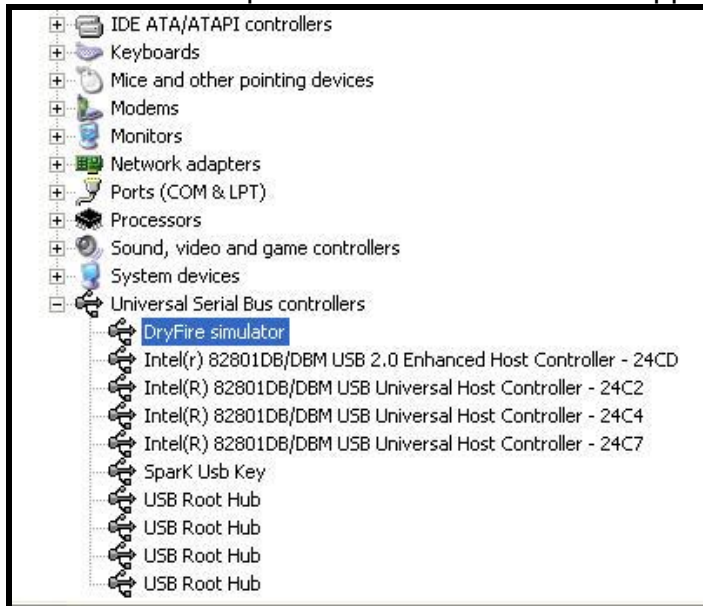 IDE ATA/ATAPI controllers
Keyboards
Mice and other pointing devices
Modems
Monitors
Network adapters
Ports (COM & LPT)
Processors
Sound, video and game controllers
System devices
Universal Serial Bus controllers
DryFire simulator
Intel(r) 82801DB/DBM USB 2.0 Enhanced Host Controller - 24CD
Intel(R) 82801DB/DBM USB Universal Host Controller - 24C2
Intel(R) 82801DB/DBM USB Universal Host Controller - 24C4
Intel(R) 82801DB/DBM USB Universal Host Controller - 24C7
SparK Usb Key
USB Root Hub
USB Root Hub
USB Root Hub
USB Root Hub